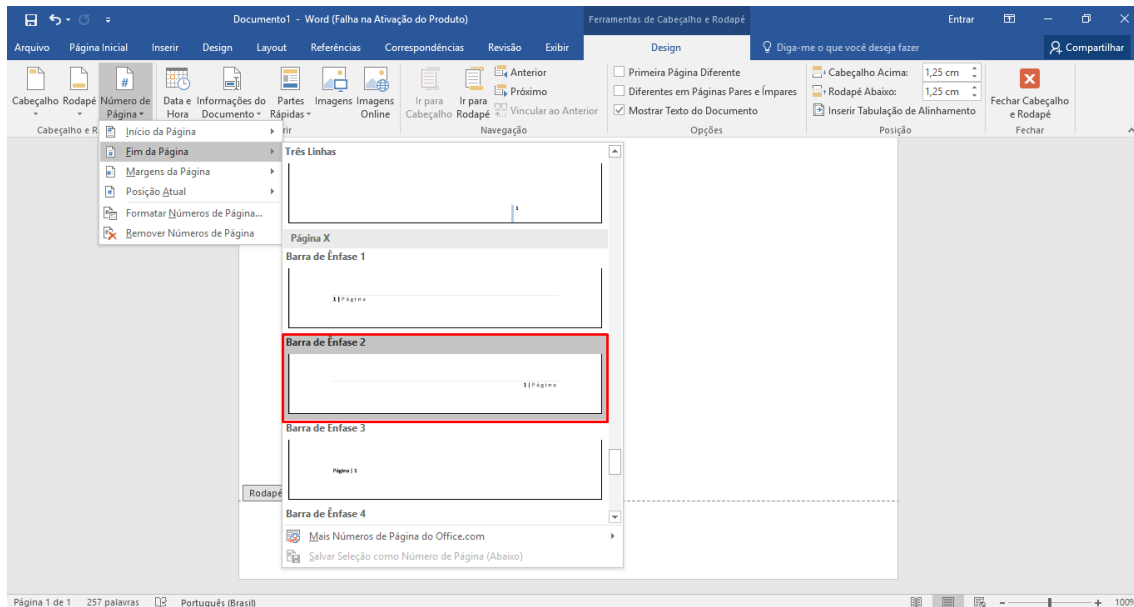 Documento1 - Word (Falha na Ativação do Produto)
Ferramentas de Cabeçalho e Rodapé
Entrar
Arquivo Página Inicial Inserir Design Layout Referências Correspondências Revisão Exibir Design Diga-me o que você deseja fazer Compartilhar
Cabeçalho
Rodapé
Número de
Página
Data e
Hora
Informações do
Documento
Partes
Rápidas
Imagens
Imagens
Online
Ir para
Cabeçalho
Ir para
Rodapé
Anterior
Próximo
Vincular ao Anterior
Primeira Página Diferente
Diferentes em Páginas Pares e Ímpares
Mostrar Texto do Documento
Cabeçalho Acima: 1,25 cm
Rodapé Abaixo: 1,25 cm
Inserir Tabulação de Alinhamento
Fechar Cabeçalho
e Rodapé
Cabeçalho e R
rir
Navegação
Opções
Posição
Fechar
Início da Página
Fim da Página
Margens da Página
Posição Atual
Formatar Números de Página...
Remover Números de Página
Três Linhas
1
Página X
Barra de Ênfase 1
1 | Página
Barra de Ênfase 2
1 | Página
Barra de Ênfase 3
Página | 1
Barra de Ênfase 4
Mais Números de Página do Office.com
Salvar Seleção como Número de Página (Abaixo)
Rodapé
Página 1 de 1 257 palavras Português (Brasil)
100%